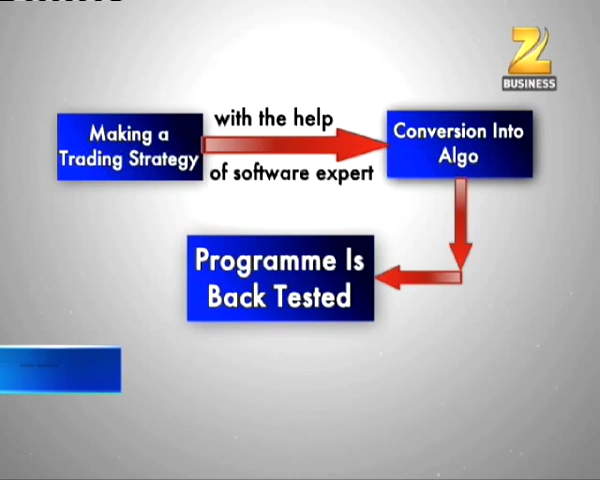 Z
BUSINESS
with the help
Making a
Trading Strategy
of software expert
Conversion Into
Algo
Programme Is
Back Tested